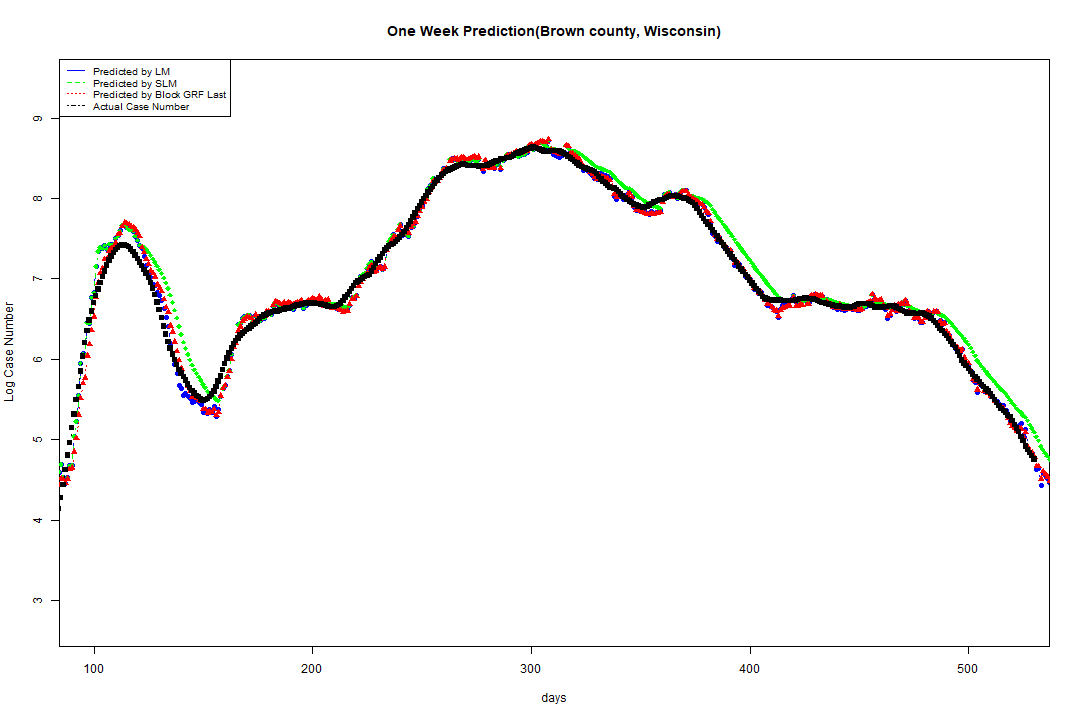 One Week Prediction(Brown county, Wisconsin)
Predicted by LM
Predicted by SLM
Predicted by Block GRF Last
Actual Case Number
9
8
7
6
5
4
3
Log Case Number
100 200 300 400 500
days